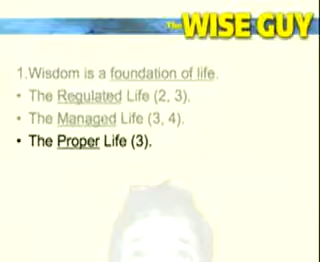 The WISE GUY
1.Wisdom is a foundation of life.
• The Regulated Life (2, 3).
• The Managed Life (3, 4).
• The Proper Life (3).